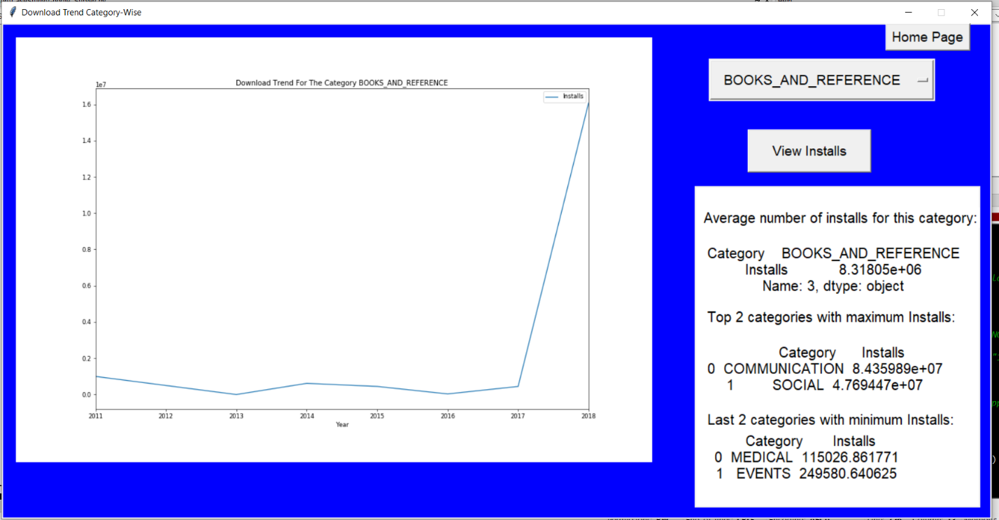 Download Trend Category-Wise
Home Page
BOOKS_AND_REFERENCE
View Installs
Download Trend For The Category BOOKS_AND_REFERENCE
1e7
Installs
1.6
1.4
1.2
1.0
0.8
0.6
0.4
0.2
0.0
2011 2012 2013 2014 2015 2016 2017 2018
Year
Average number of installs for this category:
Category BOOKS_AND_REFERENCE
Installs 8.31805e+06
Name: 3, dtype: object
Top 2 categories with maximum Installs:
Category Installs
0 COMMUNICATION 8.435989e+07
1 SOCIAL 4.769447e+07
Last 2 categories with minimum Installs:
Category Installs
0 MEDICAL 115026.861771
1 EVENTS 249580.640625